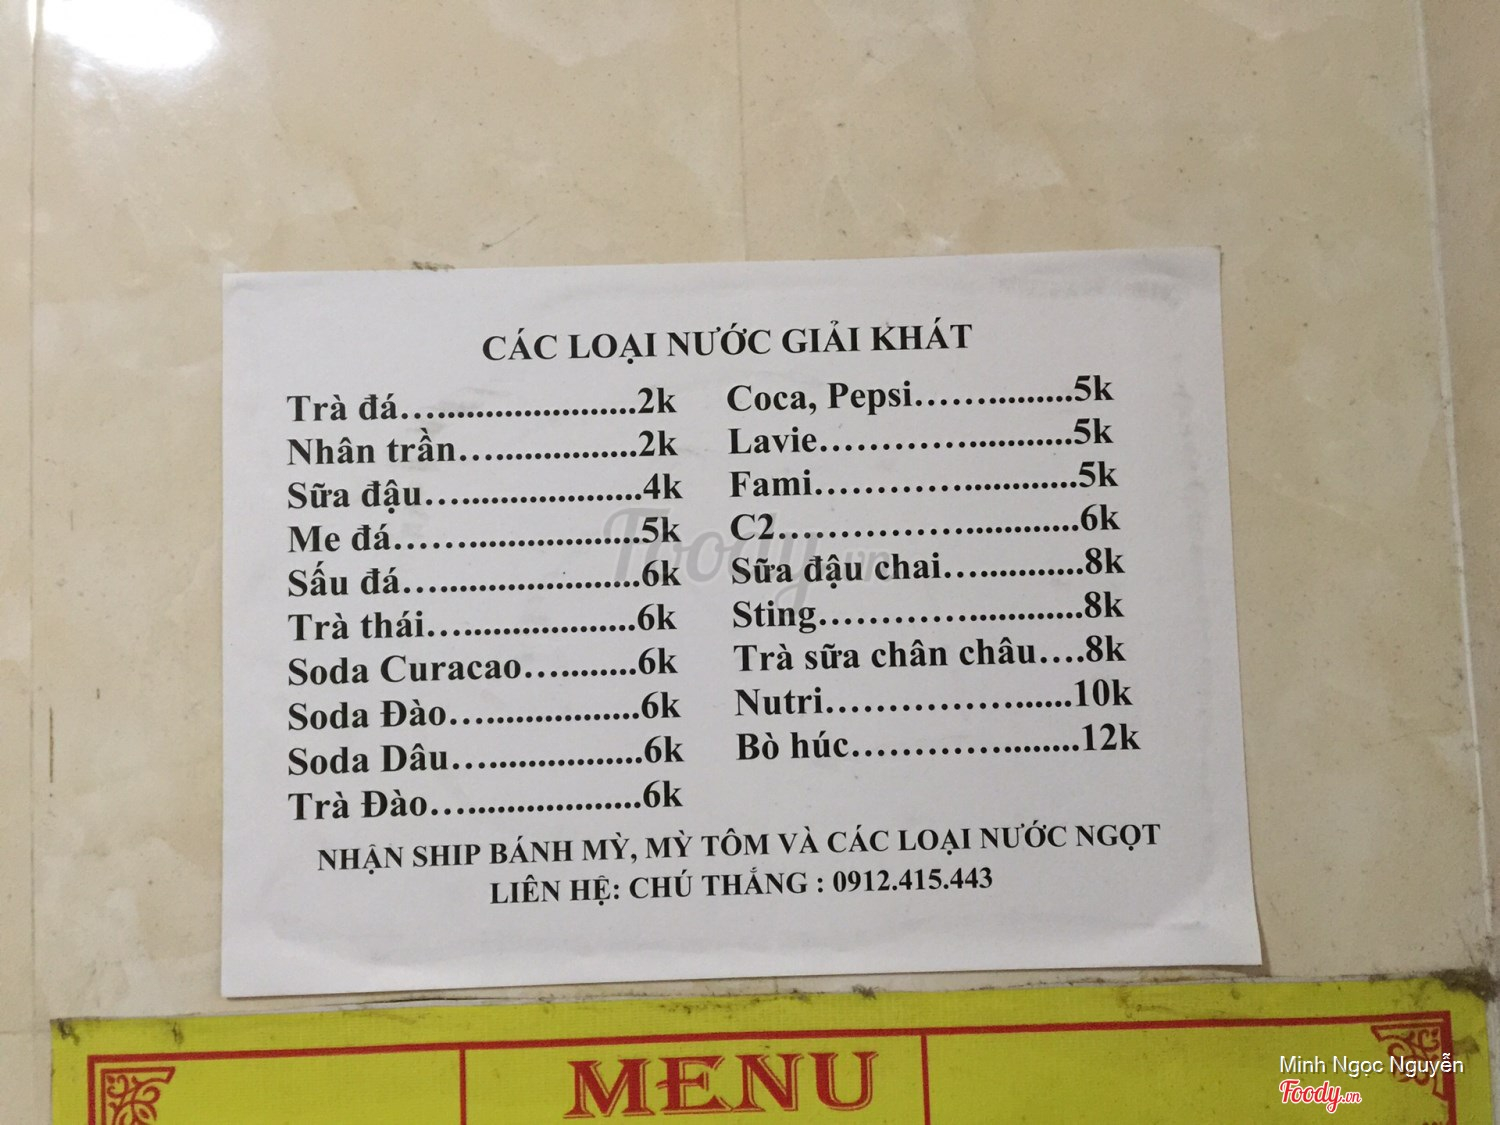 CÁC LOẠI NƯỚC GIẢI KHÁT
Trà đá.........................2k
Nhân trần.................2k
Sữa đậu......................4k
Me đá..........................5k
Sấu đá.........................6k
Trà thái.....................6k
Soda Curacao...........6k
Soda Đào...................6k
Soda Dâu...................6k
Trà Đào.....................6k
Coca, Pepsi................5k
Lavie..........................5k
Fami..........................5k
C2..............................6k
Sữa đậu chai..............8k
Sting..........................8k
Trà sữa chân châu....8k
Nutri.........................10k
Bò húc.......................12k
NHẬN SHIP BÁNH MỲ, MỲ TÔM VÀ CÁC LOẠI NƯỚC NGỌT
LIÊN HỆ: CHÚ THẮNG : 0912.415.443
Foody.vn
MENU
Minh Ngọc Nguyễn
Foody.vn